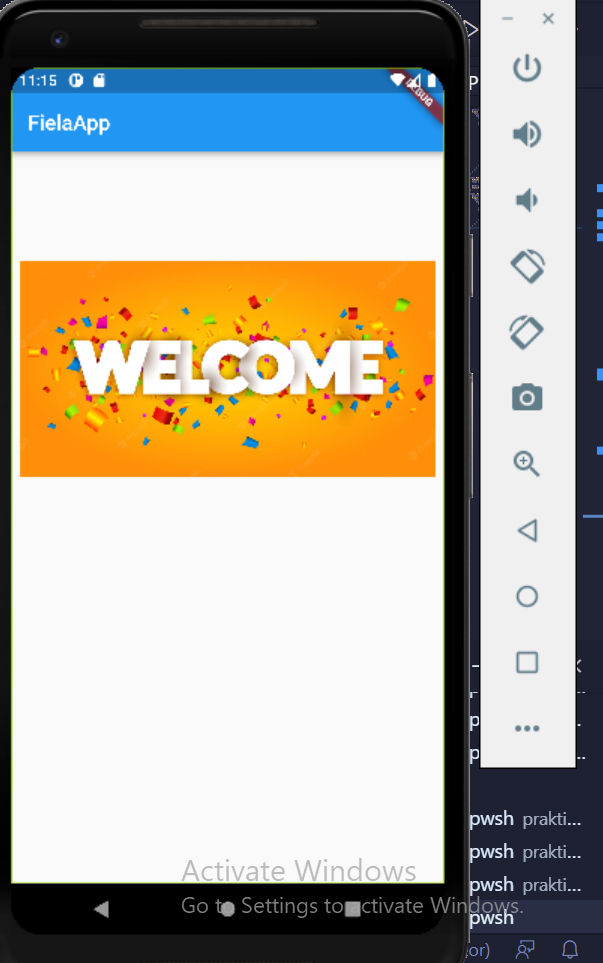 11:15
DEBUG
FielaApp
WELCOME
pwsh prakti...
pwsh prakti...
Activate Windows
pwsh prakti...
Go to Settings to activate Windows.
pwsh